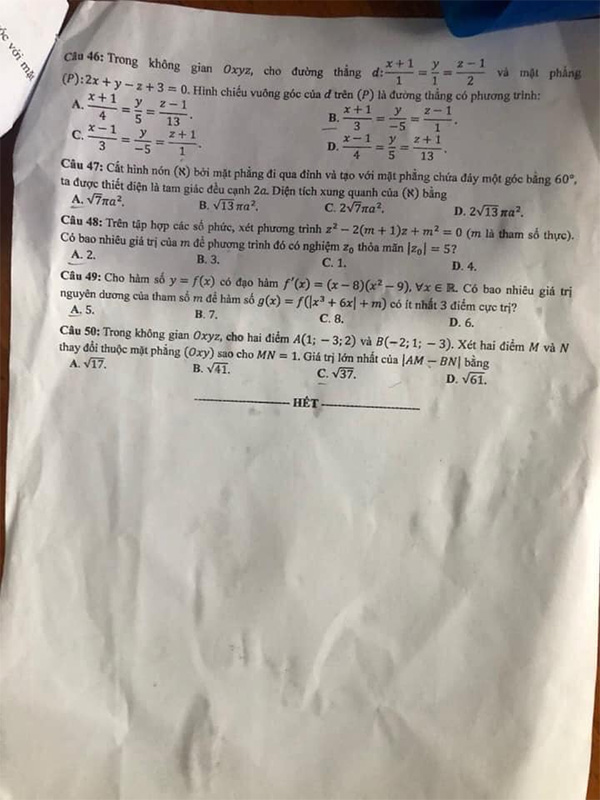 ốc với mặt
Câu 46: Trong không gian Oxyz, cho đường thẳng d: (x + 1)/1 = y/1 = (z − 1)/2 và mặt phẳng
(P): 2x + y − z + 3 = 0. Hình chiếu vuông góc của d trên (P) là đường thẳng có phương trình:
A. (x + 1)/4 = y/5 = (z − 1)/13. B. (x + 1)/3 = y/−5 = (z − 1)/1.
C. (x − 1)/3 = y/−5 = (z + 1)/1. D. (x − 1)/4 = y/5 = (z + 1)/13.
Câu 47: Cắt hình nón (ℵ) bởi mặt phẳng đi qua đỉnh và tạo với mặt phẳng chứa đáy một góc bằng 60°,
ta được thiết diện là tam giác đều cạnh 2a. Diện tích xung quanh của (ℵ) bằng
A. √7πa². B. √13πa². C. 2√7πa². D. 2√13πa².
Câu 48: Trên tập hợp các số phức, xét phương trình z² − 2(m + 1)z + m² = 0 (m là tham số thực).
Có bao nhiêu giá trị của m để phương trình đó có nghiệm z₀ thỏa mãn |z₀| = 5?
A. 2. B. 3. C. 1. D. 4.
Câu 49: Cho hàm số y = f(x) có đạo hàm f′(x) = (x − 8)(x² − 9), ∀x ∈ ℝ. Có bao nhiêu giá trị
nguyên dương của tham số m để hàm số g(x) = f(|x³ + 6x| + m) có ít nhất 3 điểm cực trị?
A. 5. B. 7. C. 8. D. 6.
Câu 50: Trong không gian Oxyz, cho hai điểm A(1; −3; 2) và B(−2; 1; −3). Xét hai điểm M và N
thay đổi thuộc mặt phẳng (Oxy) sao cho MN = 1. Giá trị lớn nhất của |AM − BN| bằng
A. √17. B. √41. C. √37. D. √61.
HẾT